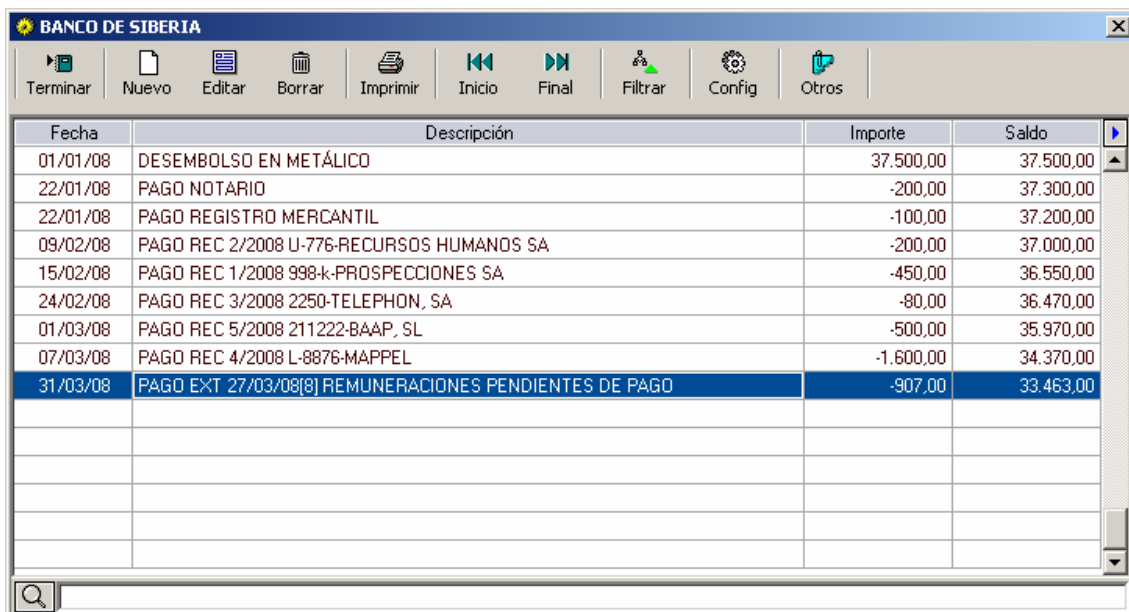 BANCO DE SIBERIA
Terminar Nuevo Editar Borrar Imprimir Inicio Final Filtrar Config Otros
Fecha Descripción Importe Saldo
01/01/08 DESEMBOLSO EN METÁLICO 37.500,00 37.500,00
22/01/08 PAGO NOTARIO -200,00 37.300,00
22/01/08 PAGO REGISTRO MERCANTIL -100,00 37.200,00
09/02/08 PAGO REC 2/2008 U-776-RECURSOS HUMANOS SA -200,00 37.000,00
15/02/08 PAGO REC 1/2008 998-k-PROSPECCIONES SA -450,00 36.550,00
24/02/08 PAGO REC 3/2008 2250-TELEPHON, SA -80,00 36.470,00
01/03/08 PAGO REC 5/2008 211222-BAAP, SL -500,00 35.970,00
07/03/08 PAGO REC 4/2008 L-8876-MAPPEL -1.600,00 34.370,00
31/03/08 PAGO EXT 27/03/08[8] REMUNERACIONES PENDIENTES DE PAGO -907,00 33.463,00